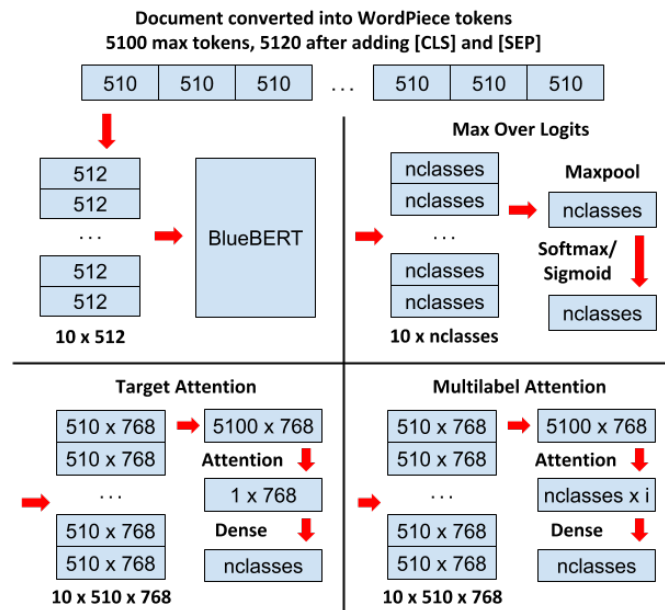 Document converted into WordPiece tokens
5100 max tokens, 5120 after adding [CLS] and [SEP]
510 510 510 ... 510 510 510
512
512
...
512
512
10 x 512
BlueBERT
Max Over Logits
nclasses
nclasses
...
nclasses
nclasses
10 x nclasses
Maxpool
nclasses
Softmax/
Sigmoid
nclasses
Target Attention
510 x 768
510 x 768
...
510 x 768
510 x 768
10 x 510 x 768
5100 x 768
Attention
1 x 768
Dense
nclasses
Multilabel Attention
510 x 768
510 x 768
...
510 x 768
510 x 768
10 x 510 x 768
5100 x 768
Attention
nclasses x i
Dense
nclasses